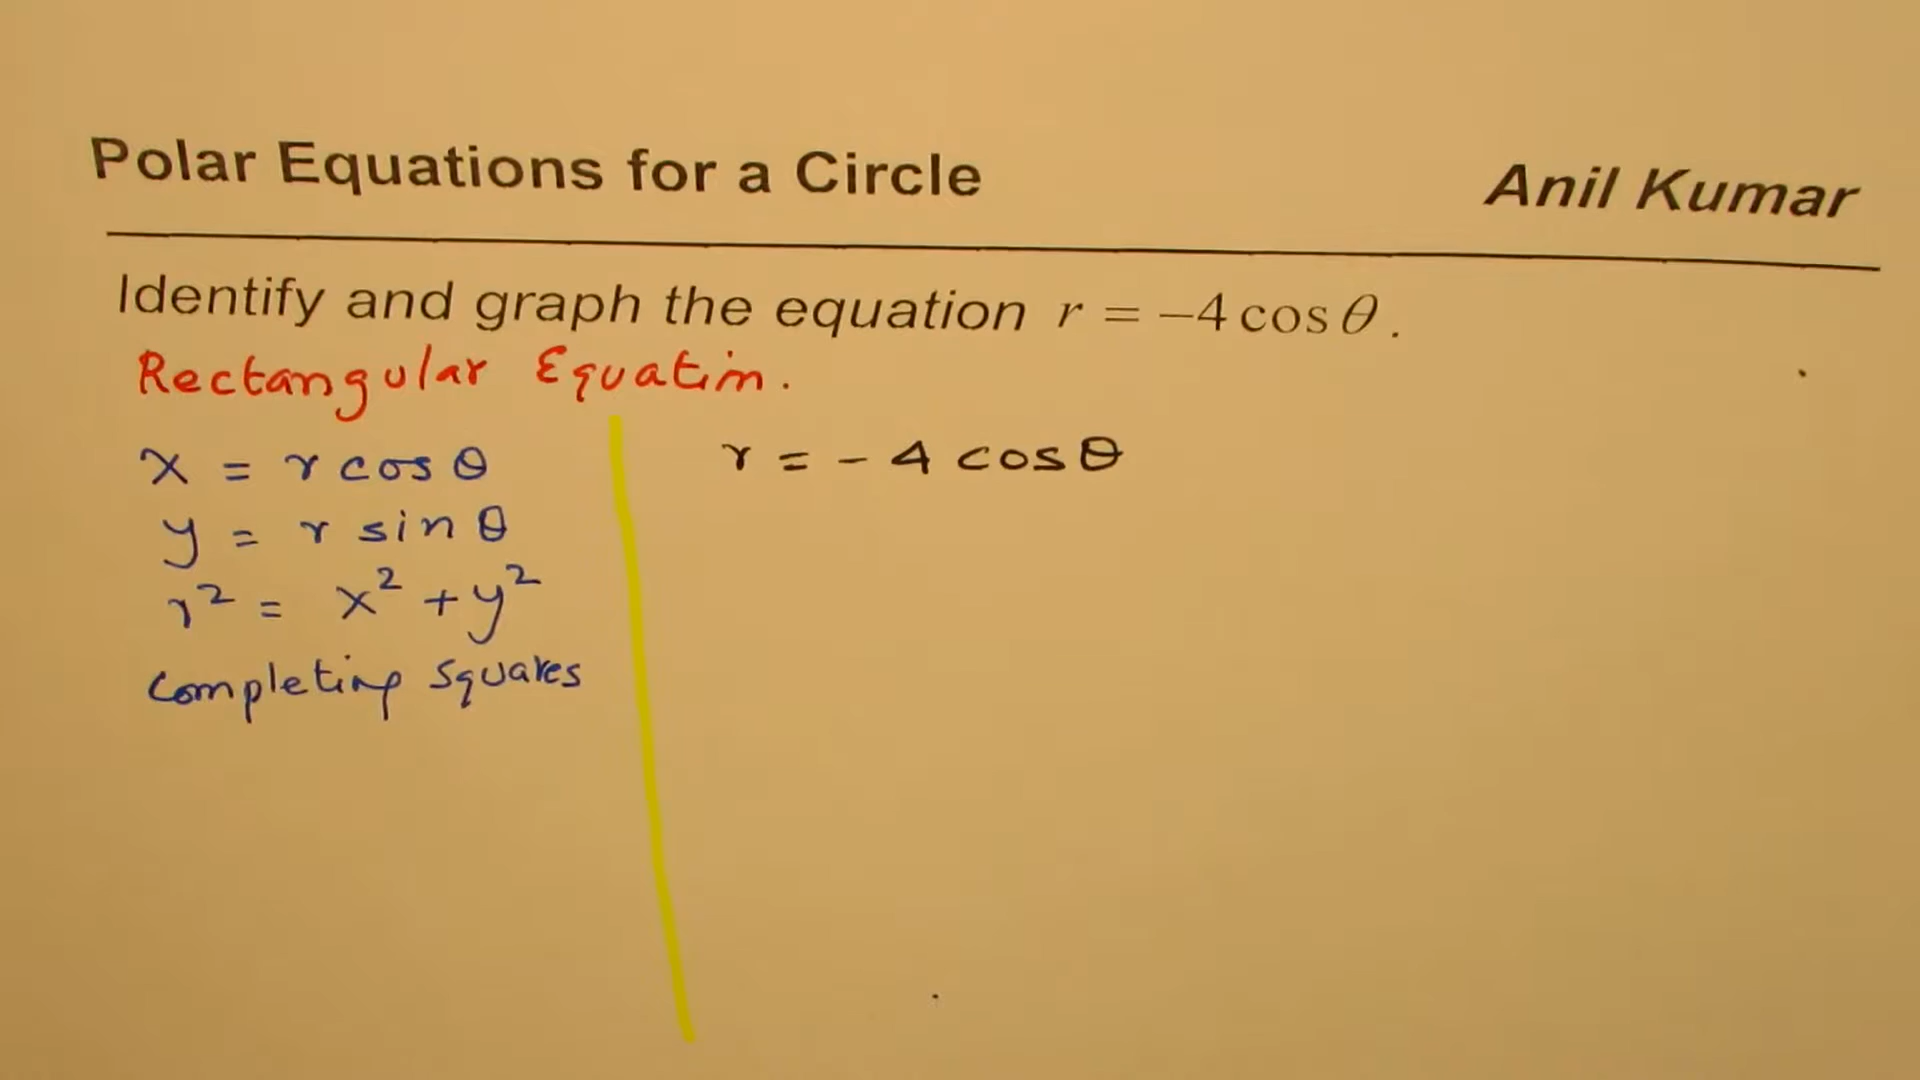 Polar Equations for a Circle
Anil Kumar
Identify and graph the equation r = −4 cos θ.
Rectangular Equatin.
x = r cos θ
y = r sin θ
r² = x² + y²
completing squares
r = - 4 cos θ